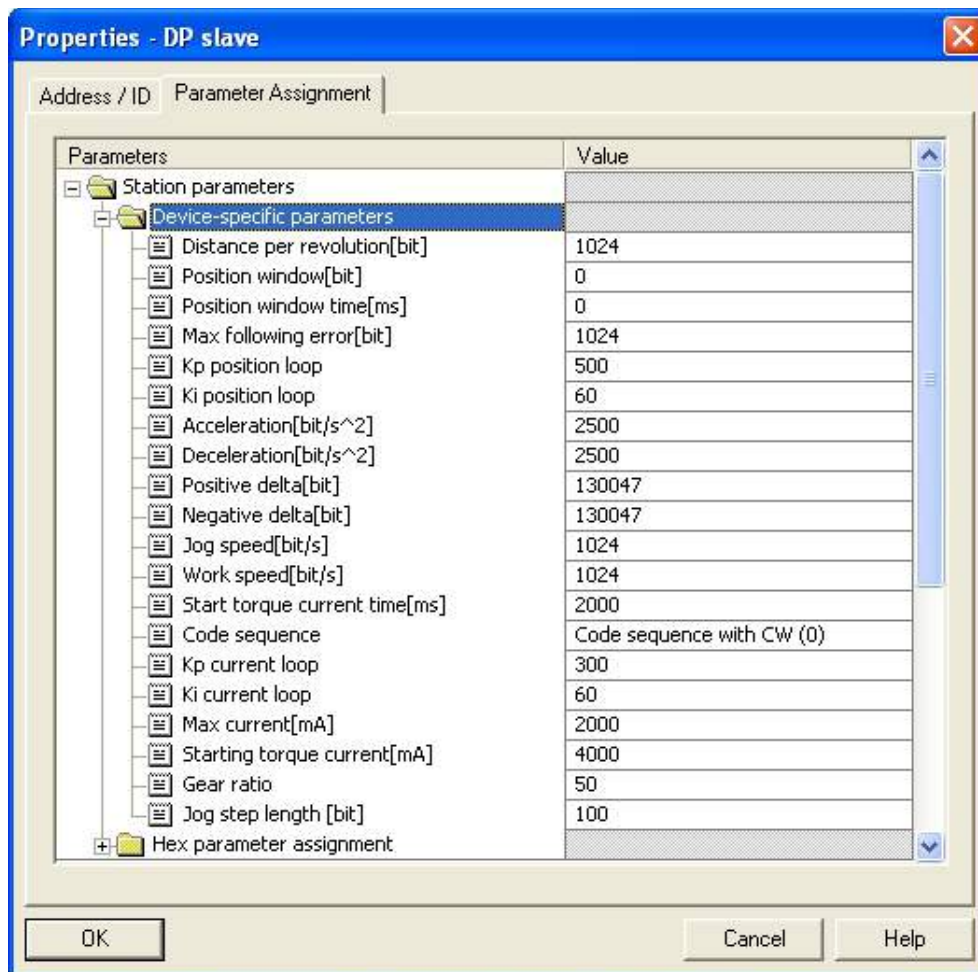 Properties - DP slave
Address / ID Parameter Assignment
Parameters Value
Station parameters
Device-specific parameters
Distance per revolution[bit] 1024
Position window[bit] 0
Position window time[ms] 0
Max following error[bit] 1024
Kp position loop 500
Ki position loop 60
Acceleration[bit/s^2] 2500
Deceleration[bit/s^2] 2500
Positive delta[bit] 130047
Negative delta[bit] 130047
Jog speed[bit/s] 1024
Work speed[bit/s] 1024
Start torque current time[ms] 2000
Code sequence Code sequence with CW (0)
Kp current loop 300
Ki current loop 60
Max current[mA] 2000
Starting torque current[mA] 4000
Gear ratio 50
Jog step length [bit] 100
Hex parameter assignment
OK Cancel Help